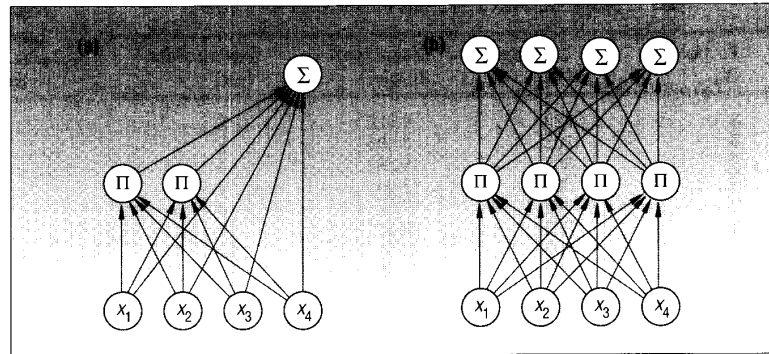 (a)
Σ
Π Π
x₁ x₂ x₃ x₄
(b)
Σ Σ Σ Σ
Π Π Π Π
x₁ x₂ x₃ x₄